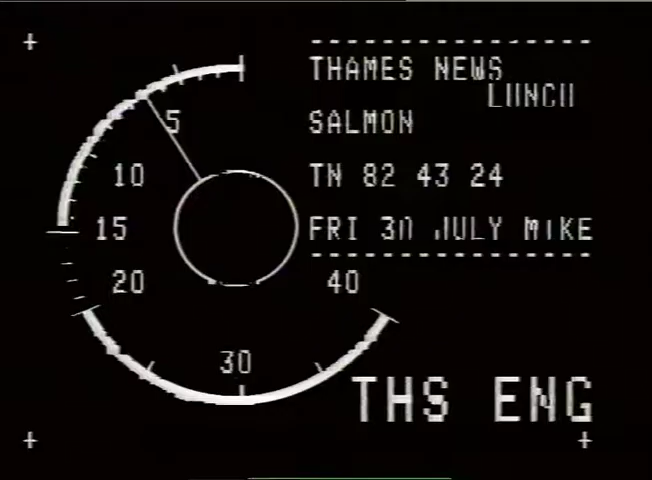 THAMES NEWS
LUNCH
SALMON
TN 82 43 24
FRI 30 JULY MIKE
5
10
15
20
30
40
THS ENG